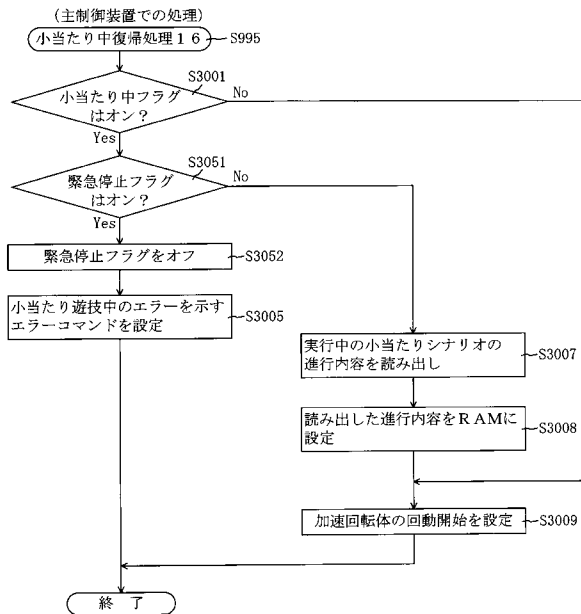 (主制御装置での処理)
小当たり中復帰処理16
S995
S3001
小当たり中フラグ
はオン?
No
Yes
S3051
緊急停止フラグ
はオン?
No
Yes
緊急停止フラグをオフ
S3052
小当たり遊技中のエラーを示す
エラーコマンドを設定
S3005
実行中の小当たりシナリオの
進行内容を読み出し
S3007
読み出した進行内容をRAMに
設定
S3008
加速回転体の回動開始を設定
S3009
終 了